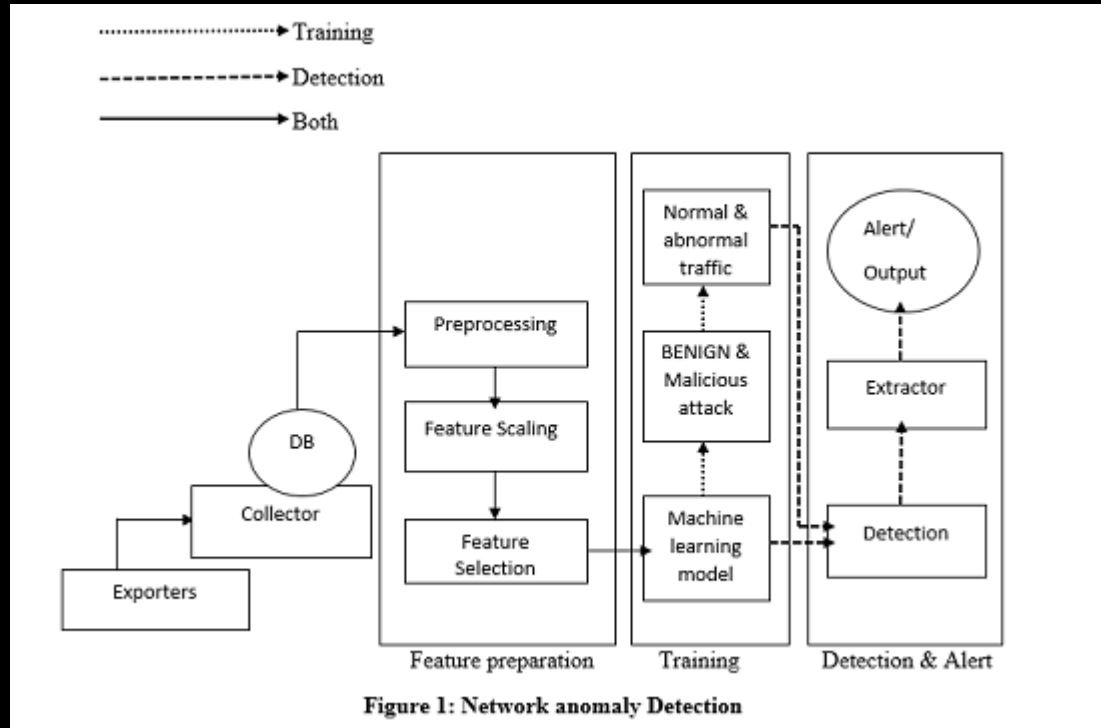 Training
Detection
Both
Normal &
abnormal
traffic
Alert/
Output
Preprocessing
BENIGN &
Malicious
attack
Extractor
Feature Scaling
DB
Collector
Machine
learning
model
Detection
Feature
Selection
Exporters
Feature preparation
Training
Detection & Alert
Figure 1: Network anomaly Detection